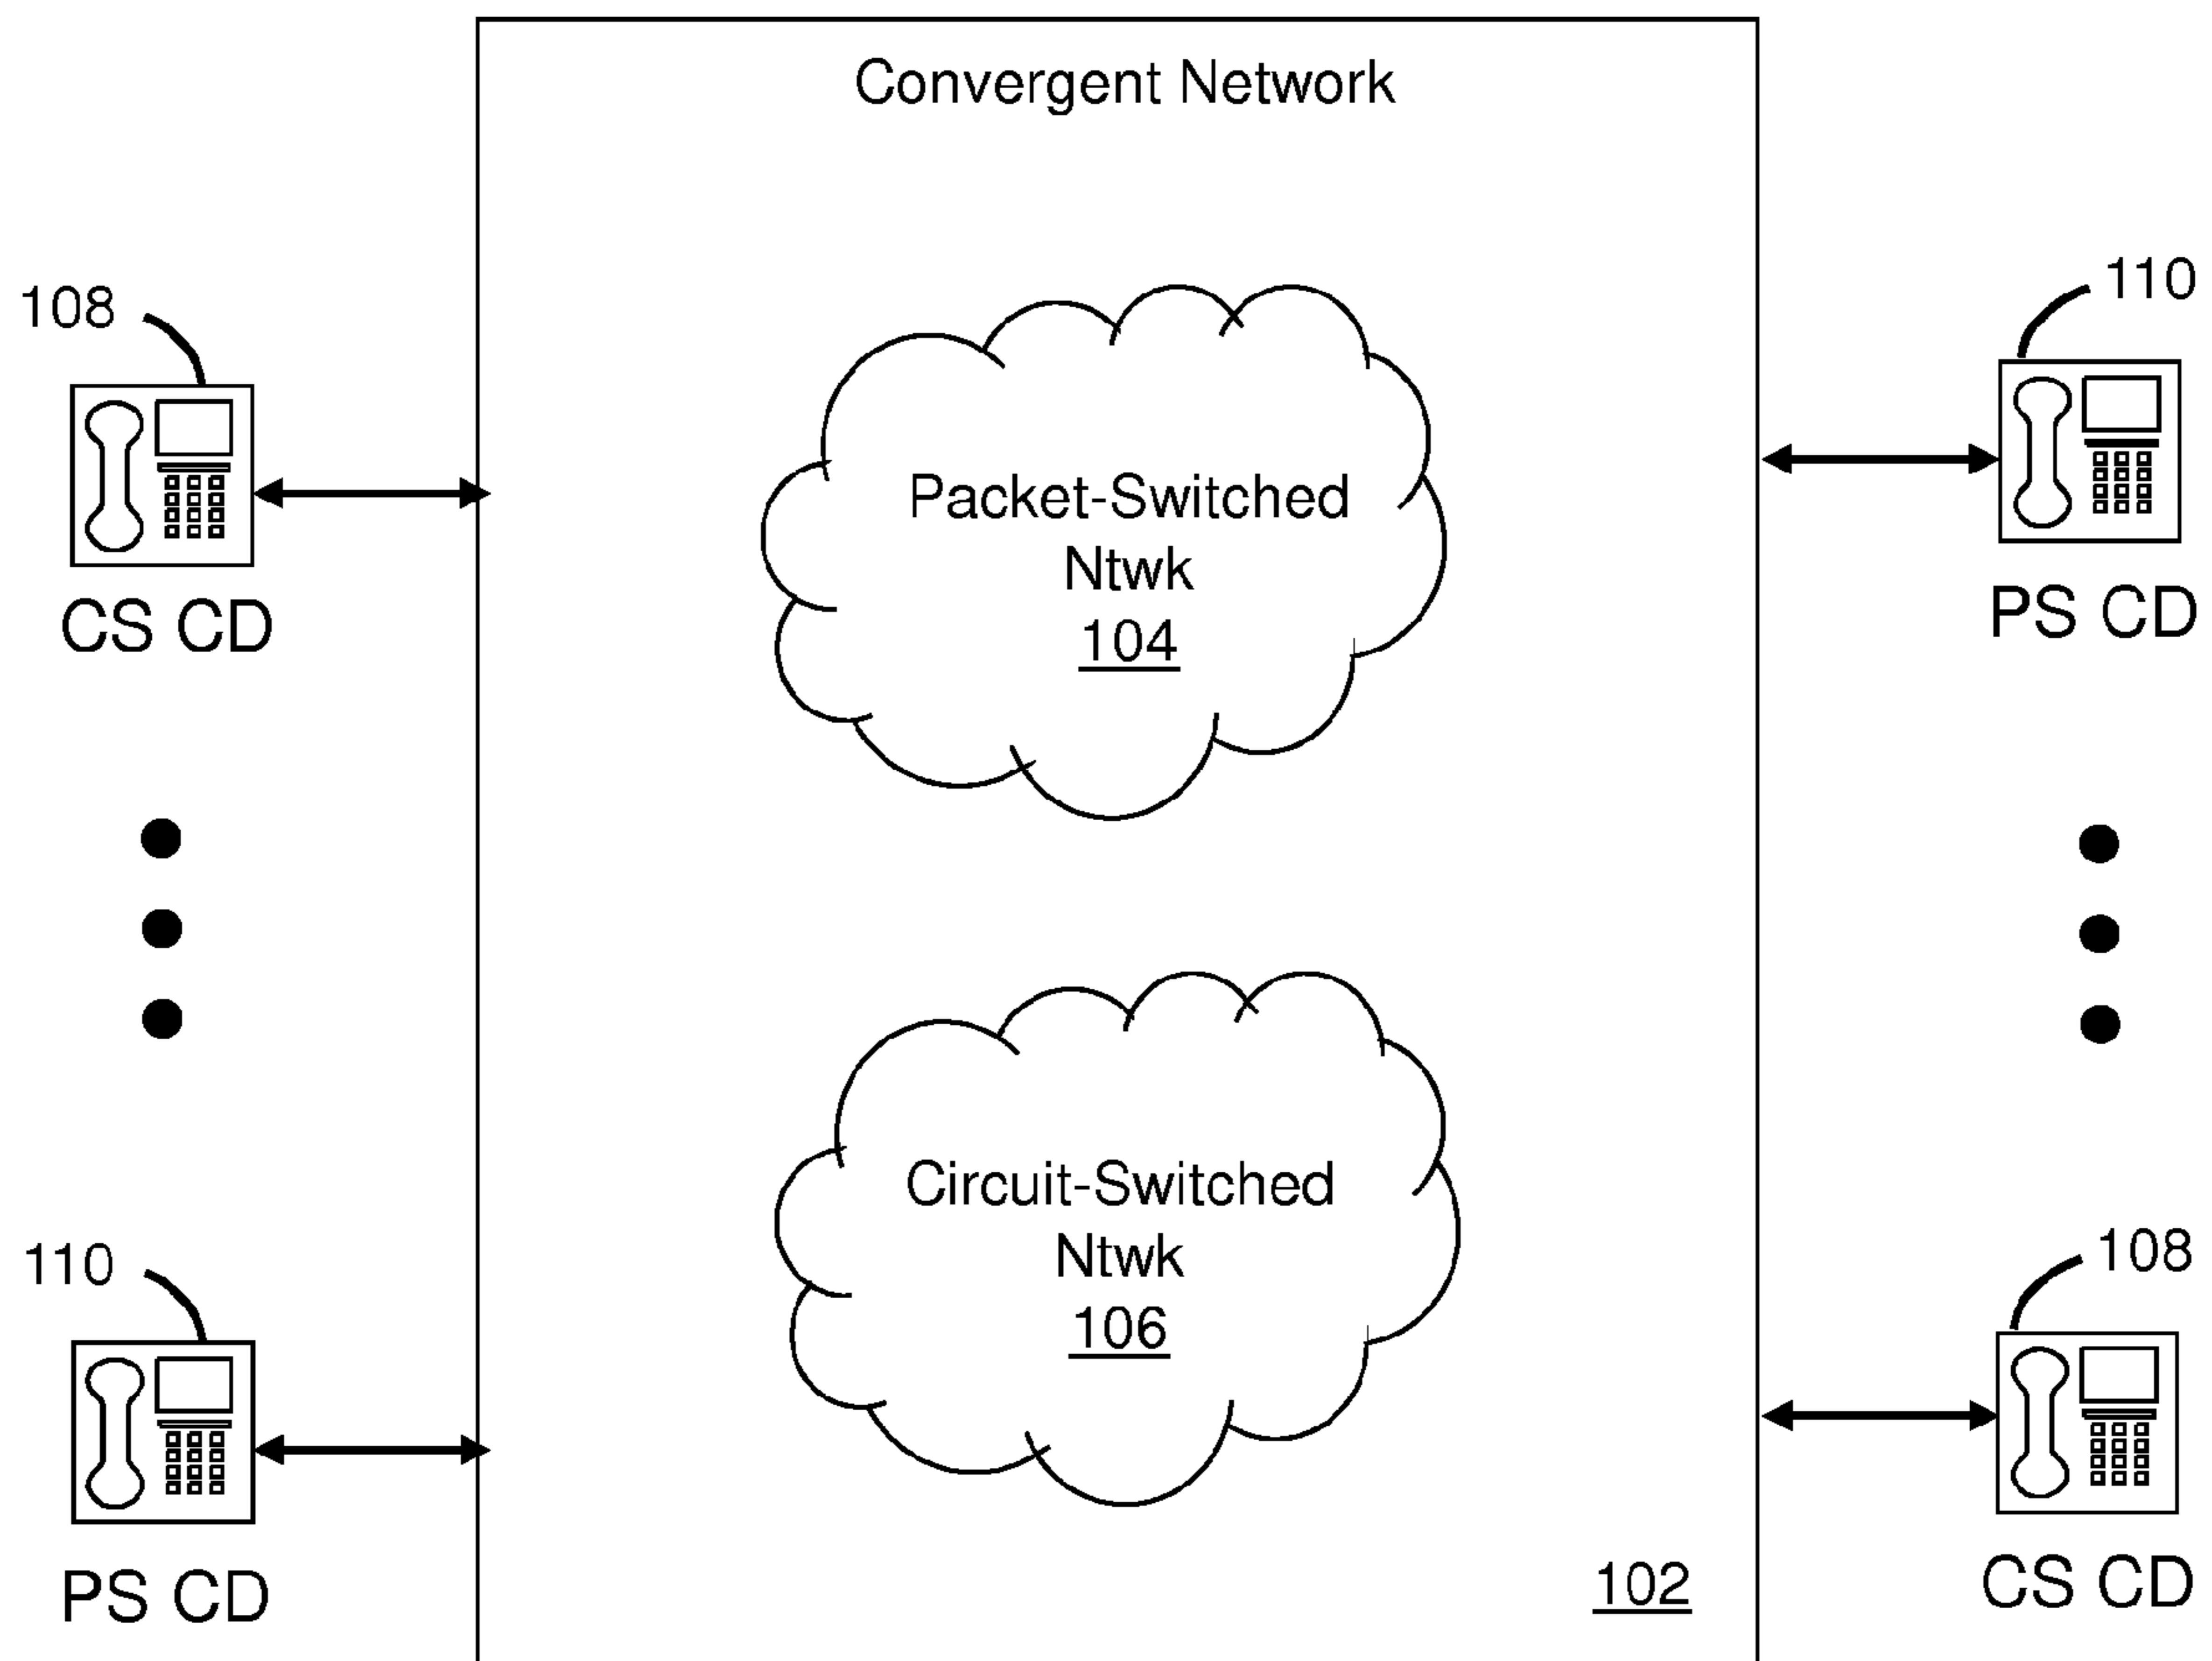 Convergent Network
108
CS CD
110
PS CD
Packet-Switched
Ntwk
104
Circuit-Switched
Ntwk
106
110
PS CD
108
CS CD
102